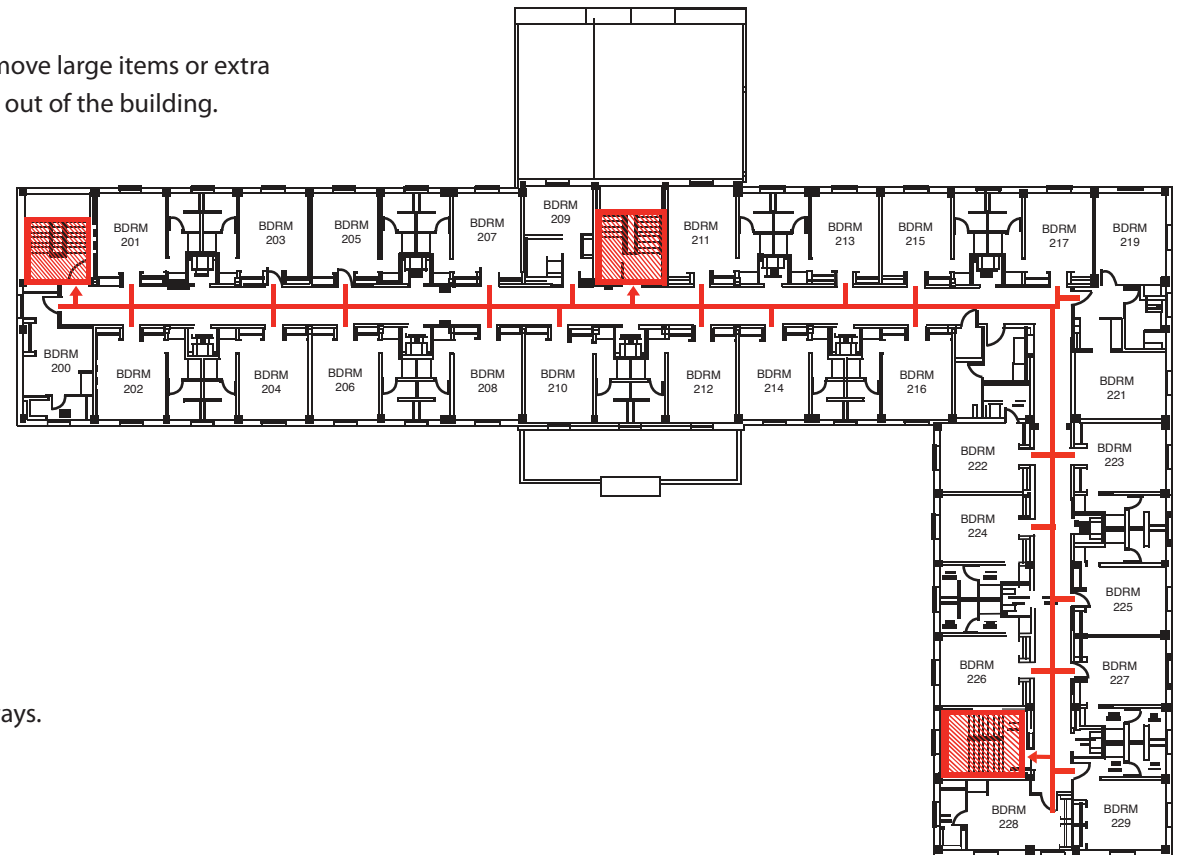 move large items or extra
out of the building.
BDRM
201
BDRM
203
BDRM
205
BDRM
207
BDRM
209
BDRM
211
BDRM
213
BDRM
215
BDRM
217
BDRM
219
BDRM
200
BDRM
202
BDRM
204
BDRM
206
BDRM
208
BDRM
210
BDRM
212
BDRM
214
BDRM
216
BDRM
221
BDRM
222
BDRM
223
BDRM
224
BDRM
225
BDRM
226
BDRM
227
ays.
BDRM
228
BDRM
229